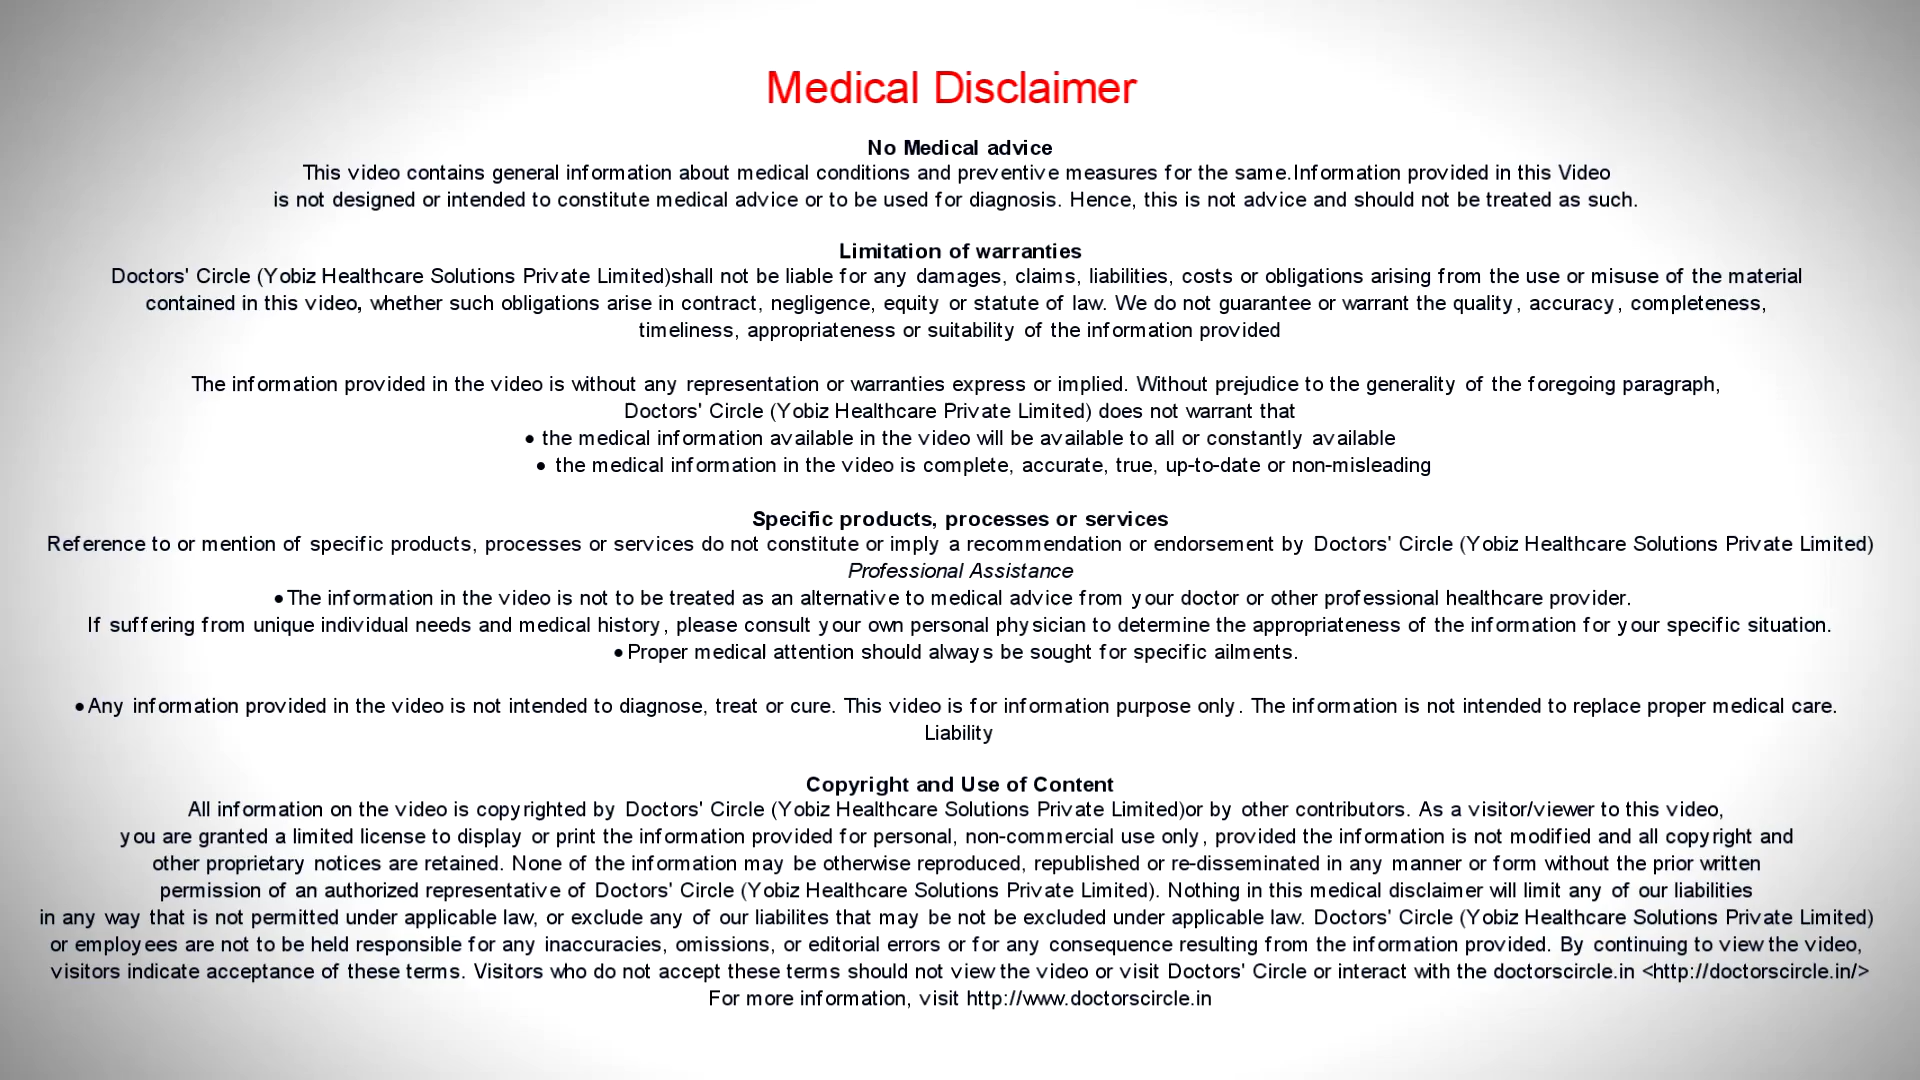 Medical Disclaimer
No Medical advice
This video contains general information about medical conditions and preventive measures for the same.Information provided in this Video
is not designed or intended to constitute medical advice or to be used for diagnosis. Hence, this is not advice and should not be treated as such.
Limitation of warranties
Doctors' Circle (Yobiz Healthcare Solutions Private Limited)shall not be liable for any damages, claims, liabilities, costs or obligations arising from the use or misuse of the material
contained in this video, whether such obligations arise in contract, negligence, equity or statute of law. We do not guarantee or warrant the quality, accuracy, completeness,
timeliness, appropriateness or suitability of the information provided
The information provided in the video is without any representation or warranties express or implied. Without prejudice to the generality of the foregoing paragraph,
Doctors' Circle (Yobiz Healthcare Private Limited) does not warrant that
• the medical information available in the video will be available to all or constantly available
• the medical information in the video is complete, accurate, true, up-to-date or non-misleading
Specific products, processes or services
Reference to or mention of specific products, processes or services do not constitute or imply a recommendation or endorsement by Doctors' Circle (Yobiz Healthcare Solutions Private Limited)
Professional Assistance
•The information in the video is not to be treated as an alternative to medical advice from your doctor or other professional healthcare provider.
If suffering from unique individual needs and medical history, please consult your own personal physician to determine the appropriateness of the information for your specific situation.
•Proper medical attention should always be sought for specific ailments.
•Any information provided in the video is not intended to diagnose, treat or cure. This video is for information purpose only. The information is not intended to replace proper medical care.
Liability
Copyright and Use of Content
All information on the video is copyrighted by Doctors' Circle (Yobiz Healthcare Solutions Private Limited)or by other contributors. As a visitor/viewer to this video,
you are granted a limited license to display or print the information provided for personal, non-commercial use only, provided the information is not modified and all copyright and
other proprietary notices are retained. None of the information may be otherwise reproduced, republished or re-disseminated in any manner or form without the prior written
permission of an authorized representative of Doctors' Circle (Yobiz Healthcare Solutions Private Limited). Nothing in this medical disclaimer will limit any of our liabilities
in any way that is not permitted under applicable law, or exclude any of our liabilites that may be not be excluded under applicable law. Doctors' Circle (Yobiz Healthcare Solutions Private Limited)
or employees are not to be held responsible for any inaccuracies, omissions, or editorial errors or for any consequence resulting from the information provided. By continuing to view the video,
visitors indicate acceptance of these terms. Visitors who do not accept these terms should not view the video or visit Doctors' Circle or interact with the doctorscircle.in <http://doctorscircle.in/>
For more information, visit http://www.doctorscircle.in